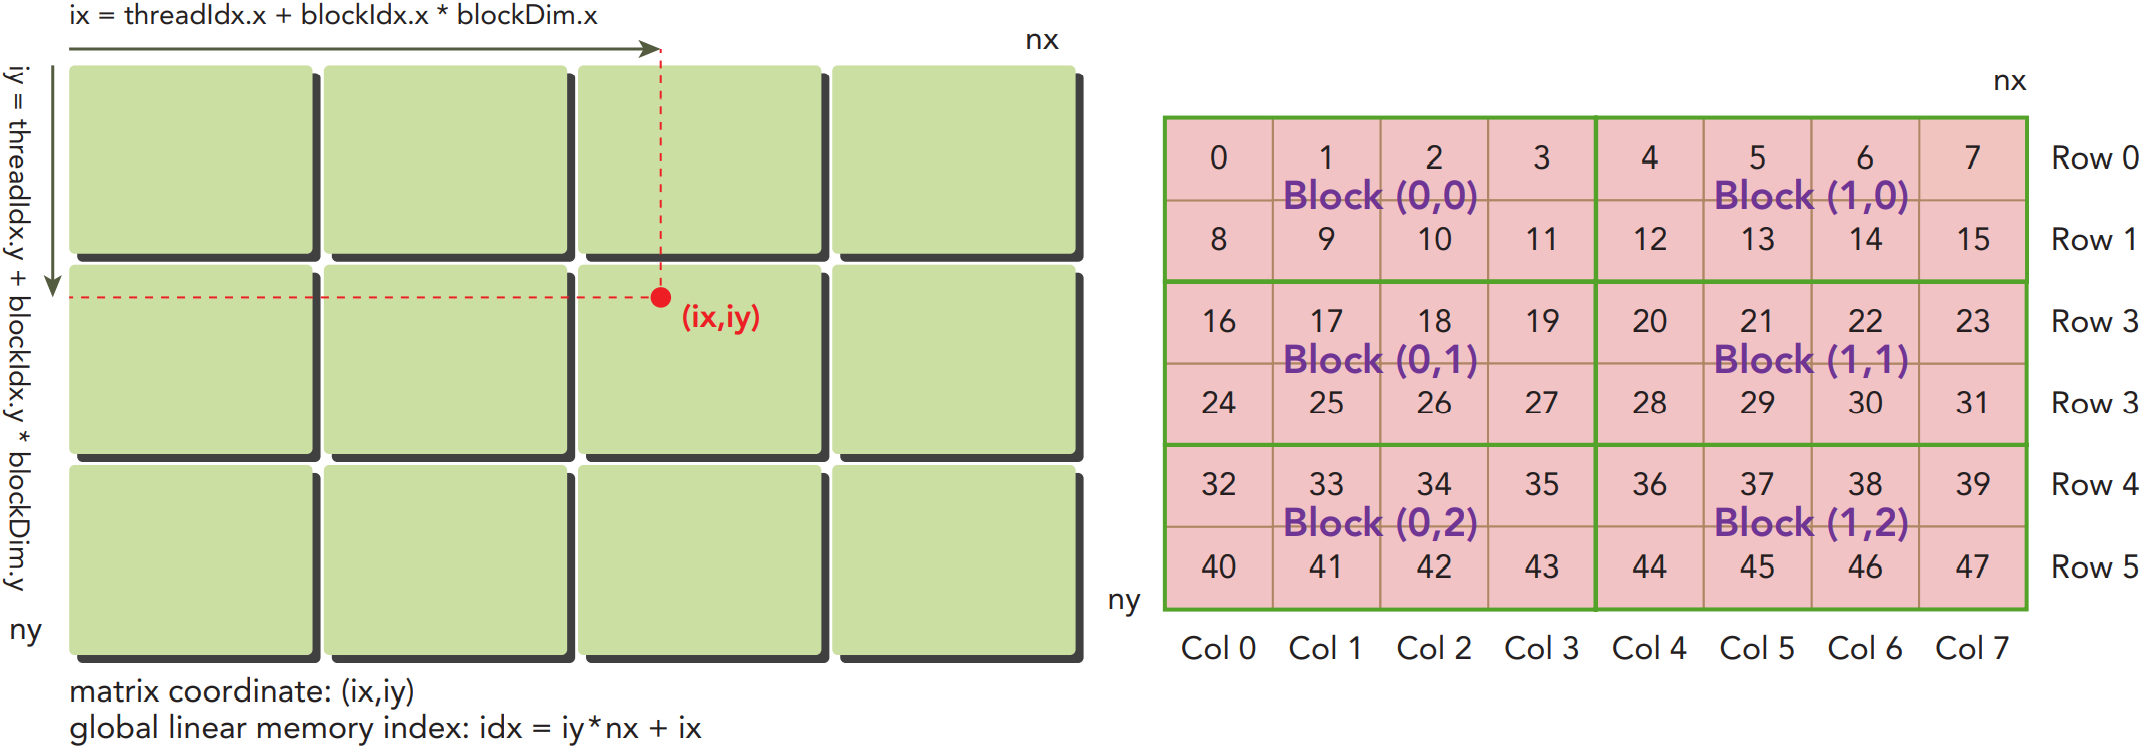 ix = threadIdx.x + blockIdx.x * blockDim.x
nx
iy = threadIdx.y + blockIdx.y * blockDim.y
ny
(ix,iy)
matrix coordinate: (ix,iy)
global linear memory index: idx = iy*nx + ix
nx
0 1 2 3 4 5 6 7 Row 0
Block (0,0) Block (1,0)
8 9 10 11 12 13 14 15 Row 1
16 17 18 19 20 21 22 23 Row 3
Block (0,1) Block (1,1)
24 25 26 27 28 29 30 31 Row 3
32 33 34 35 36 37 38 39 Row 4
Block (0,2) Block (1,2)
40 41 42 43 44 45 46 47 Row 5
ny
Col 0 Col 1 Col 2 Col 3 Col 4 Col 5 Col 6 Col 7